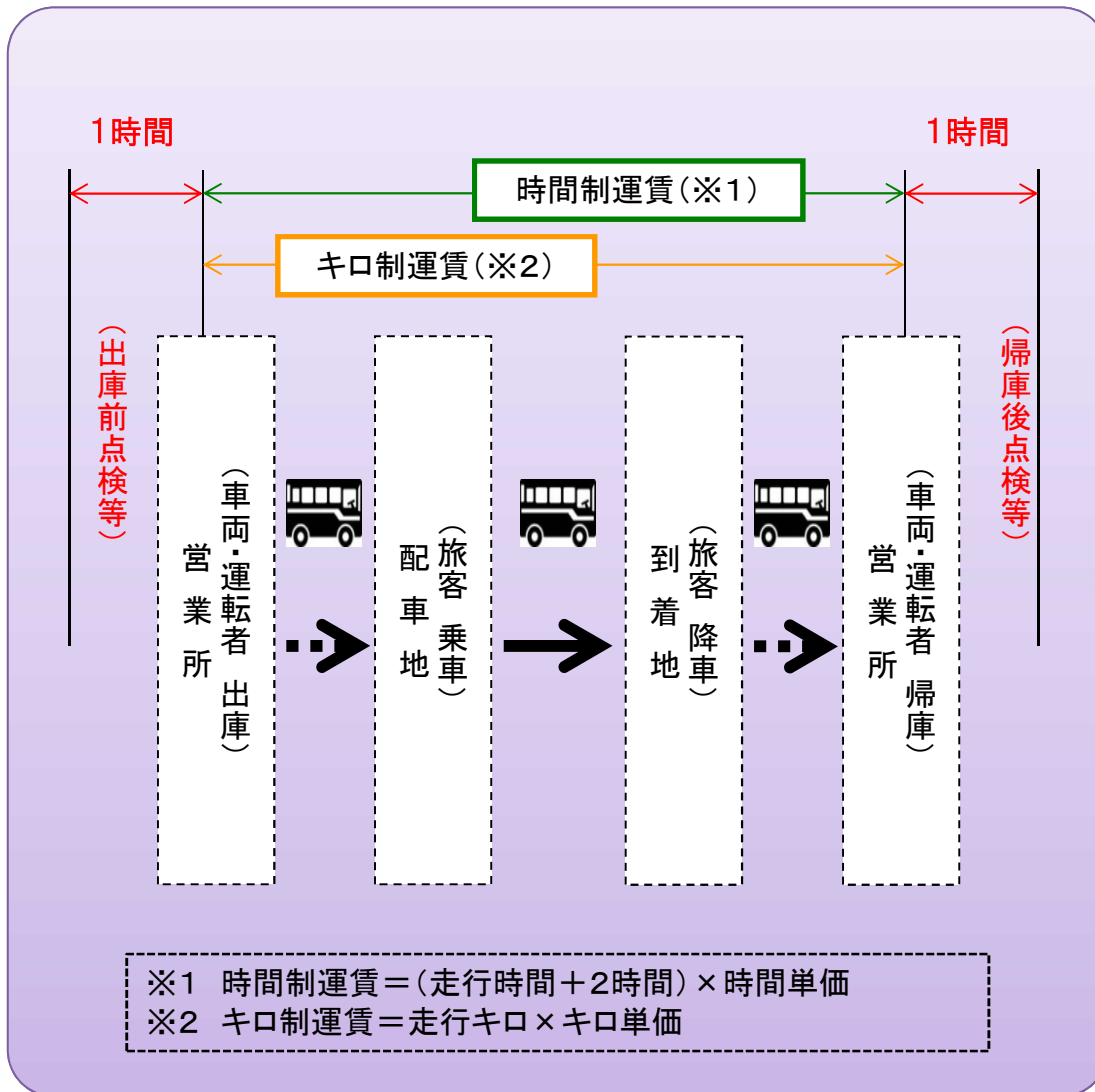 1時間
1時間
時間制運賃(※1)
キロ制運賃(※2)
(出庫前点検等)
営業所
(車両・運転者 出庫)
配車地
(旅客 乗車)
到着地
(旅客 降車)
営業所
(車両・運転者 帰庫)
(帰庫後点検等)
※1 時間制運賃=(走行時間+2時間)×時間単価
※2 キロ制運賃=走行キロ×キロ単価